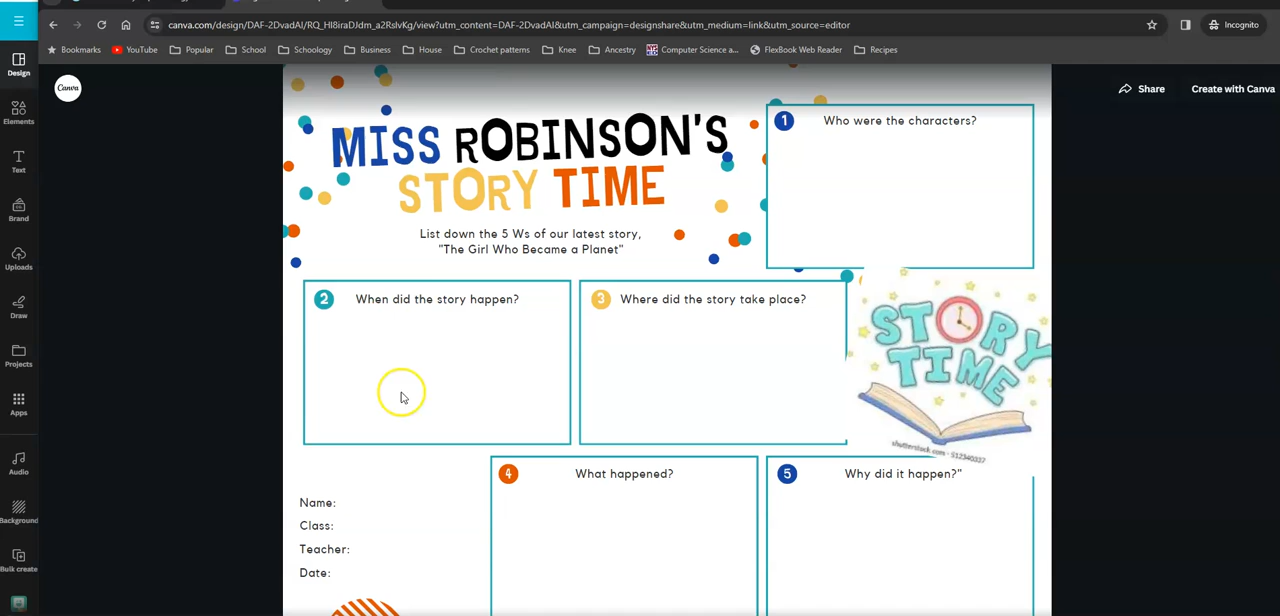 canva.com/design/DAF-2DvadAI/RQ_HI8iraDJdm_a2RslvKg/view?utm_content=DAF-2DvadAI&utm_campaign=designshare&utm_medium=link&utm_source=editor
Incognito
Bookmarks YouTube Popular School Schoology Business House Crochet patterns Knee Ancestry Computer Science a... FlexBook Web Reader Recipes
Design
Elements
Text
Brand
Uploads
Draw
Projects
Apps
Audio
Background
Bulk create
Canva
Share Create with Canva
MISS ROBINSON'S
STORY TIME
List down the 5 Ws of our latest story,
"The Girl Who Became a Planet"
1 Who were the characters?
2 When did the story happen?
3 Where did the story take place?
STORY
TIME
shutterstock.com · 512340337
4 What happened?
5 Why did it happen?"
Name:
Class:
Teacher:
Date: